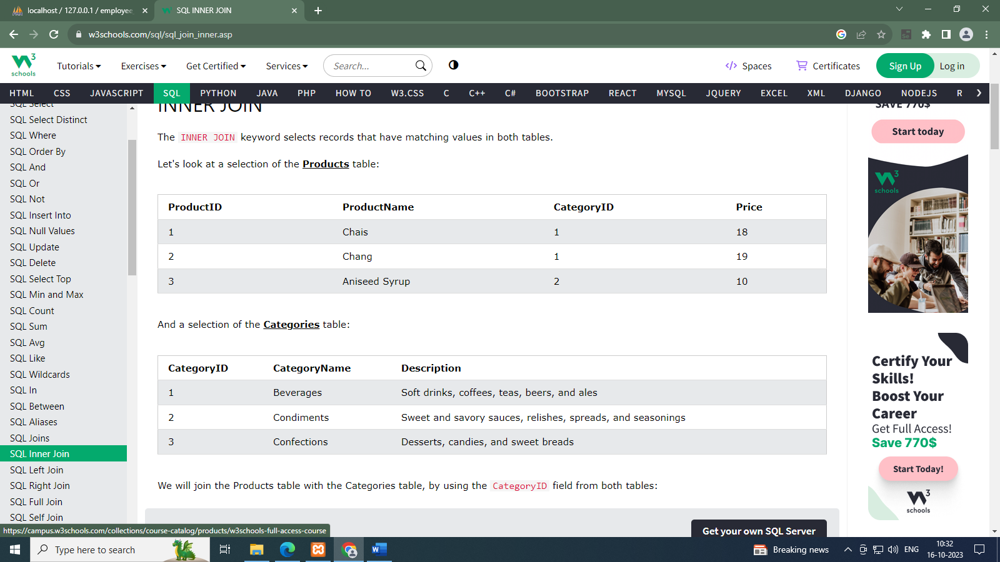 localhost / 127.0.0.1 / employee
SQL INNER JOIN
w3schools.com/sql/sql_join_inner.asp
3
schools
Tutorials
Exercises
Get Certified
Services
Search...
Spaces
Certificates
Sign Up
Log in
HTML CSS JAVASCRIPT SQL PYTHON JAVA PHP HOW TO W3.CSS C C++ C# BOOTSTRAP REACT MYSQL JQUERY EXCEL XML DJANGO NODEJS R
SQL Select
SQL Select Distinct
SQL Where
SQL Order By
SQL And
SQL Or
SQL Not
SQL Insert Into
SQL Null Values
SQL Update
SQL Delete
SQL Select Top
SQL Min and Max
SQL Count
SQL Sum
SQL Avg
SQL Like
SQL Wildcards
SQL In
SQL Between
SQL Aliases
SQL Joins
SQL Inner Join
SQL Left Join
SQL Right Join
SQL Full Join
SQL Self Join
INNER JOIN
The INNER JOIN keyword selects records that have matching values in both tables.
Let's look at a selection of the Products table:
ProductID ProductName CategoryID Price
1 Chais 1 18
2 Chang 1 19
3 Aniseed Syrup 2 10
And a selection of the Categories table:
CategoryID CategoryName Description
1 Beverages Soft drinks, coffees, teas, beers, and ales
2 Condiments Sweet and savory sauces, relishes, spreads, and seasonings
3 Confections Desserts, candies, and sweet breads
We will join the Products table with the Categories table, by using the CategoryID field from both tables:
Get your own SQL Server
SAVE 770$
Start today
3
schools
Certify Your
Skills!
Boost Your
Career
Get Full Access!
Save 770$
Start Today!
3
schools
https://campus.w3schools.com/collections/course-catalog/products/w3schools-full-access-course
Type here to search
Breaking news
ENG
10:32
16-10-2023